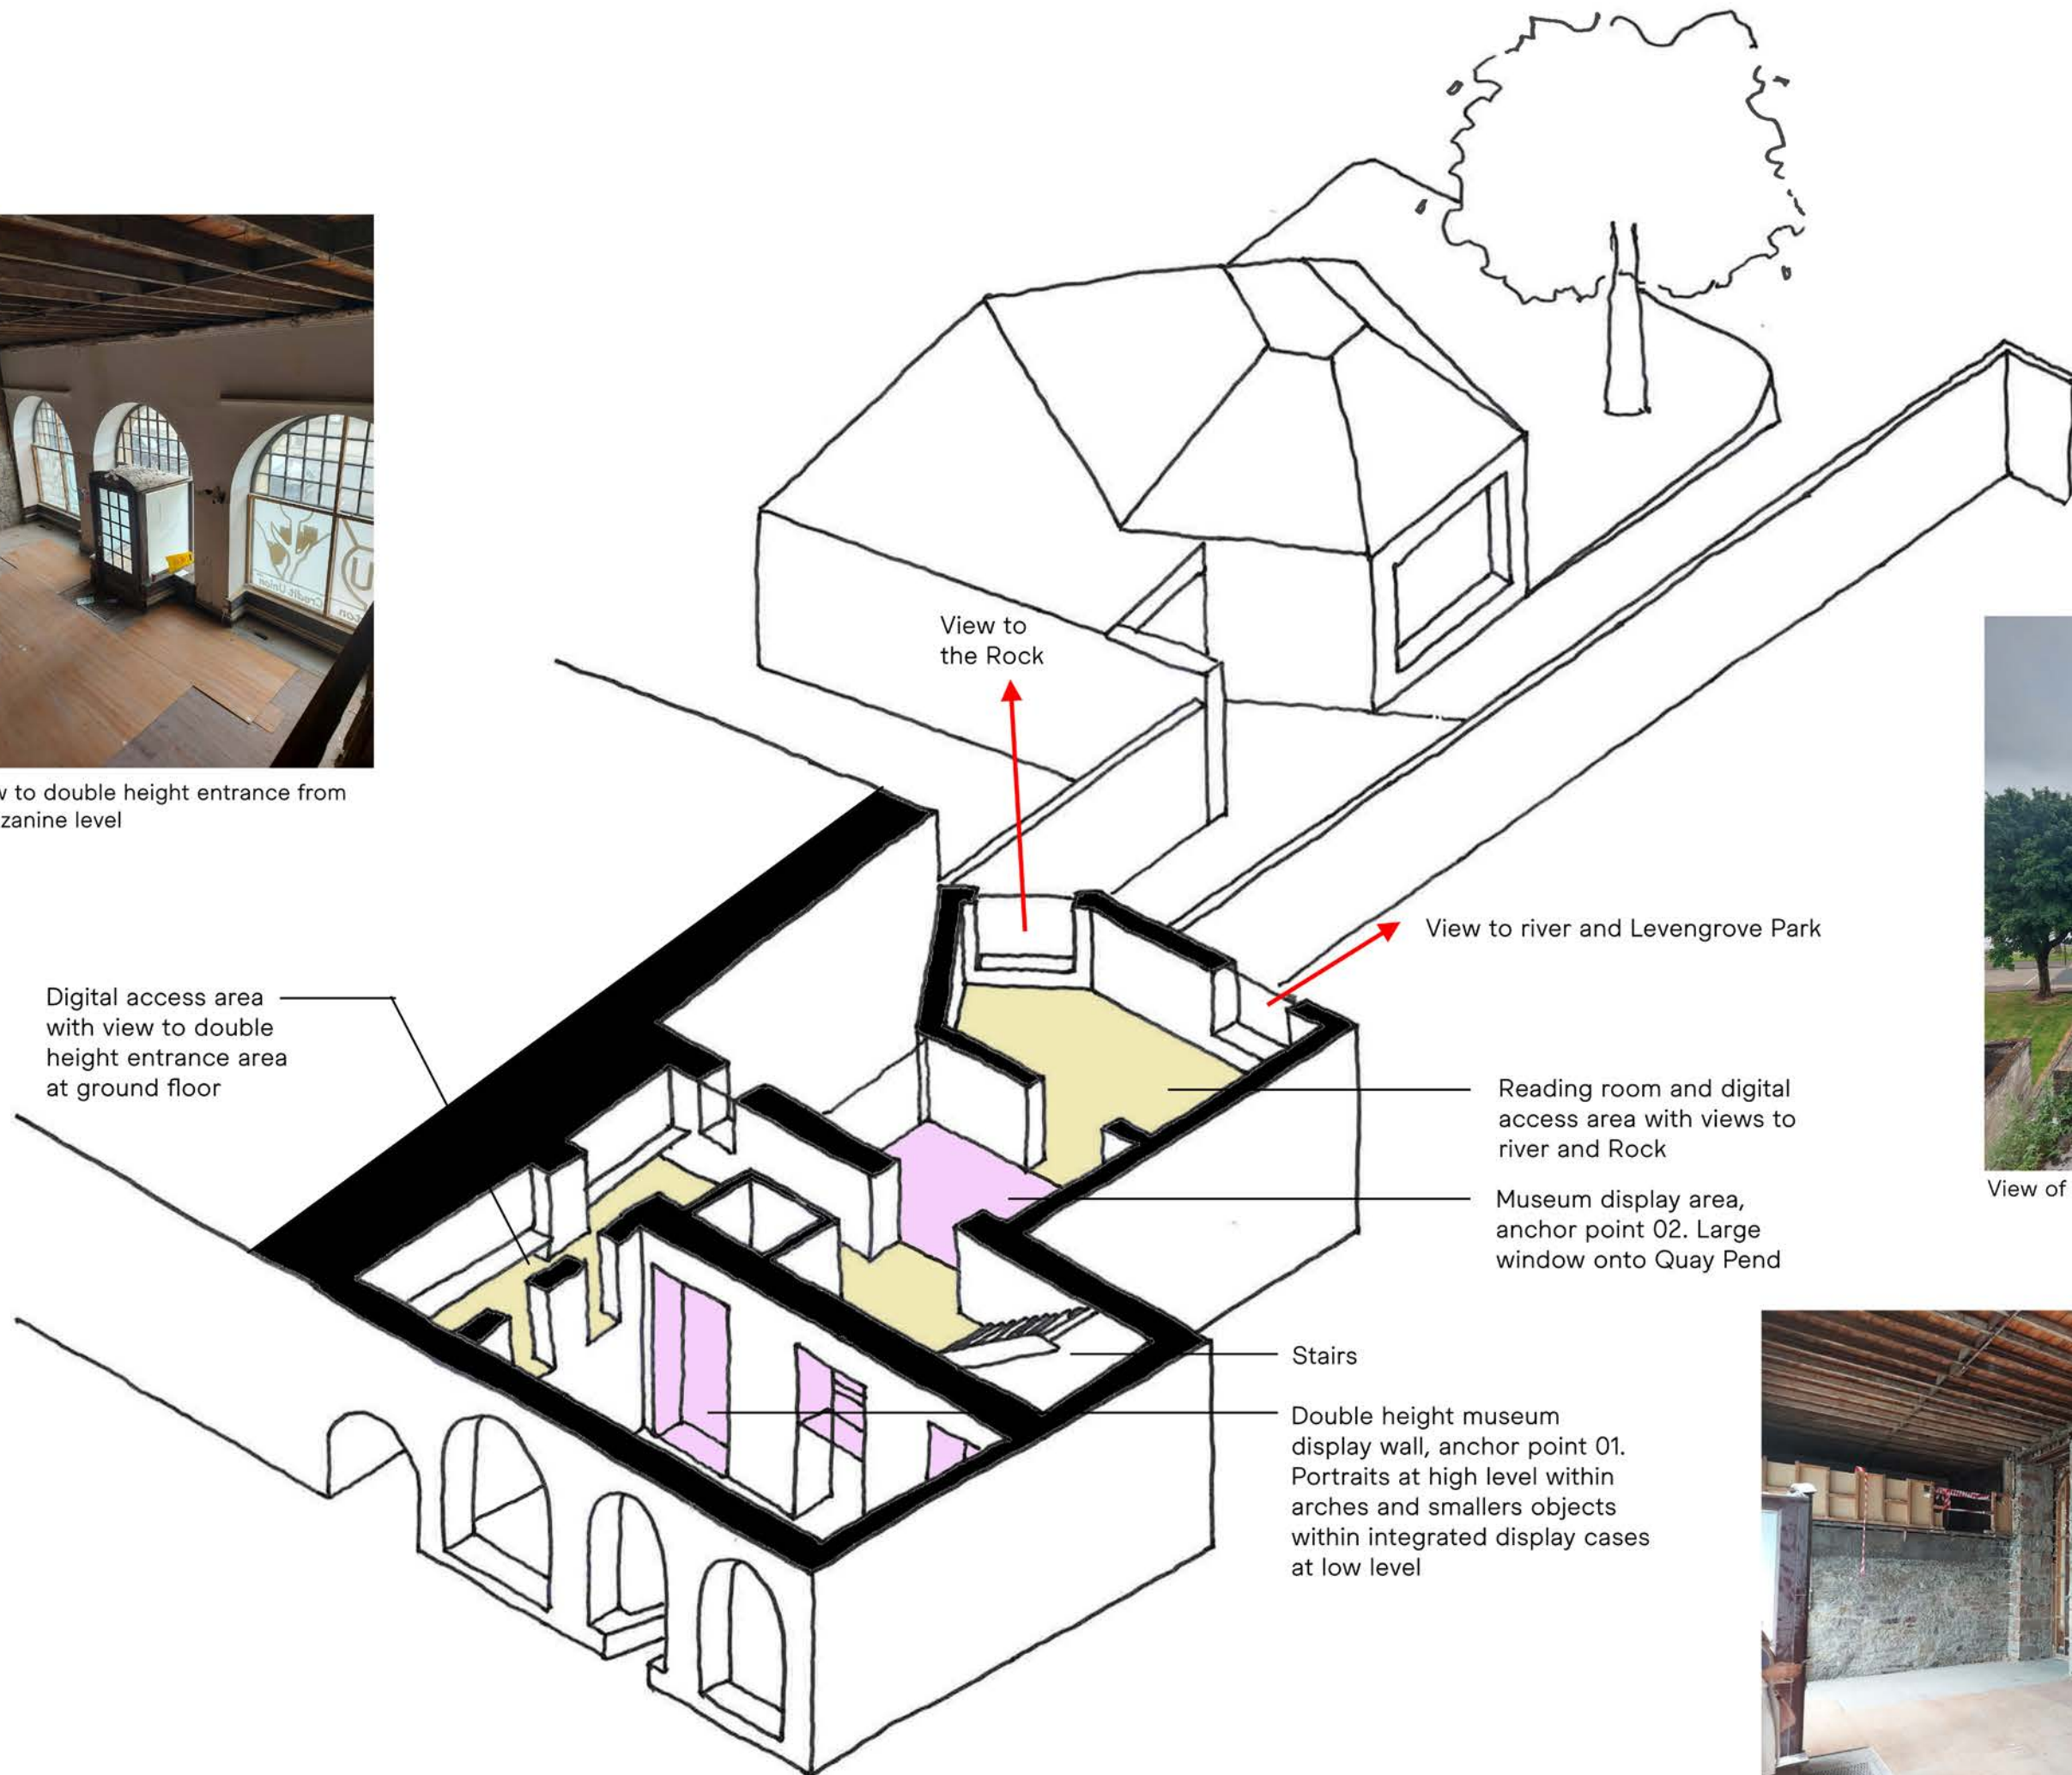 View to
the Rock
w to double height entrance from
zanine level
View to river and Levengrove Park
Digital access area
with view to double
height entrance area
at ground floor
Reading room and digital
access area with views to
river and Rock
Museum display area,
anchor point 02. Large
window onto Quay Pend
View of
Stairs
Double height museum
display wall, anchor point 01.
Portraits at high level within
arches and smallers objects
within integrated display cases
at low level
Credit Union